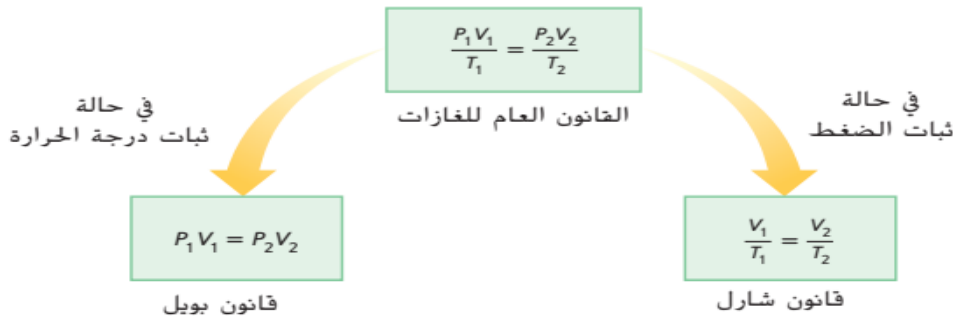 P₁V₁/T₁ = P₂V₂/T₂
القانون العام للغازات
في حالة
ثبات الضغط
في حالة
ثبات درجة الحرارة
V₁/T₁ = V₂/T₂
قانون شارل
P₁V₁ = P₂V₂
قانون بويل